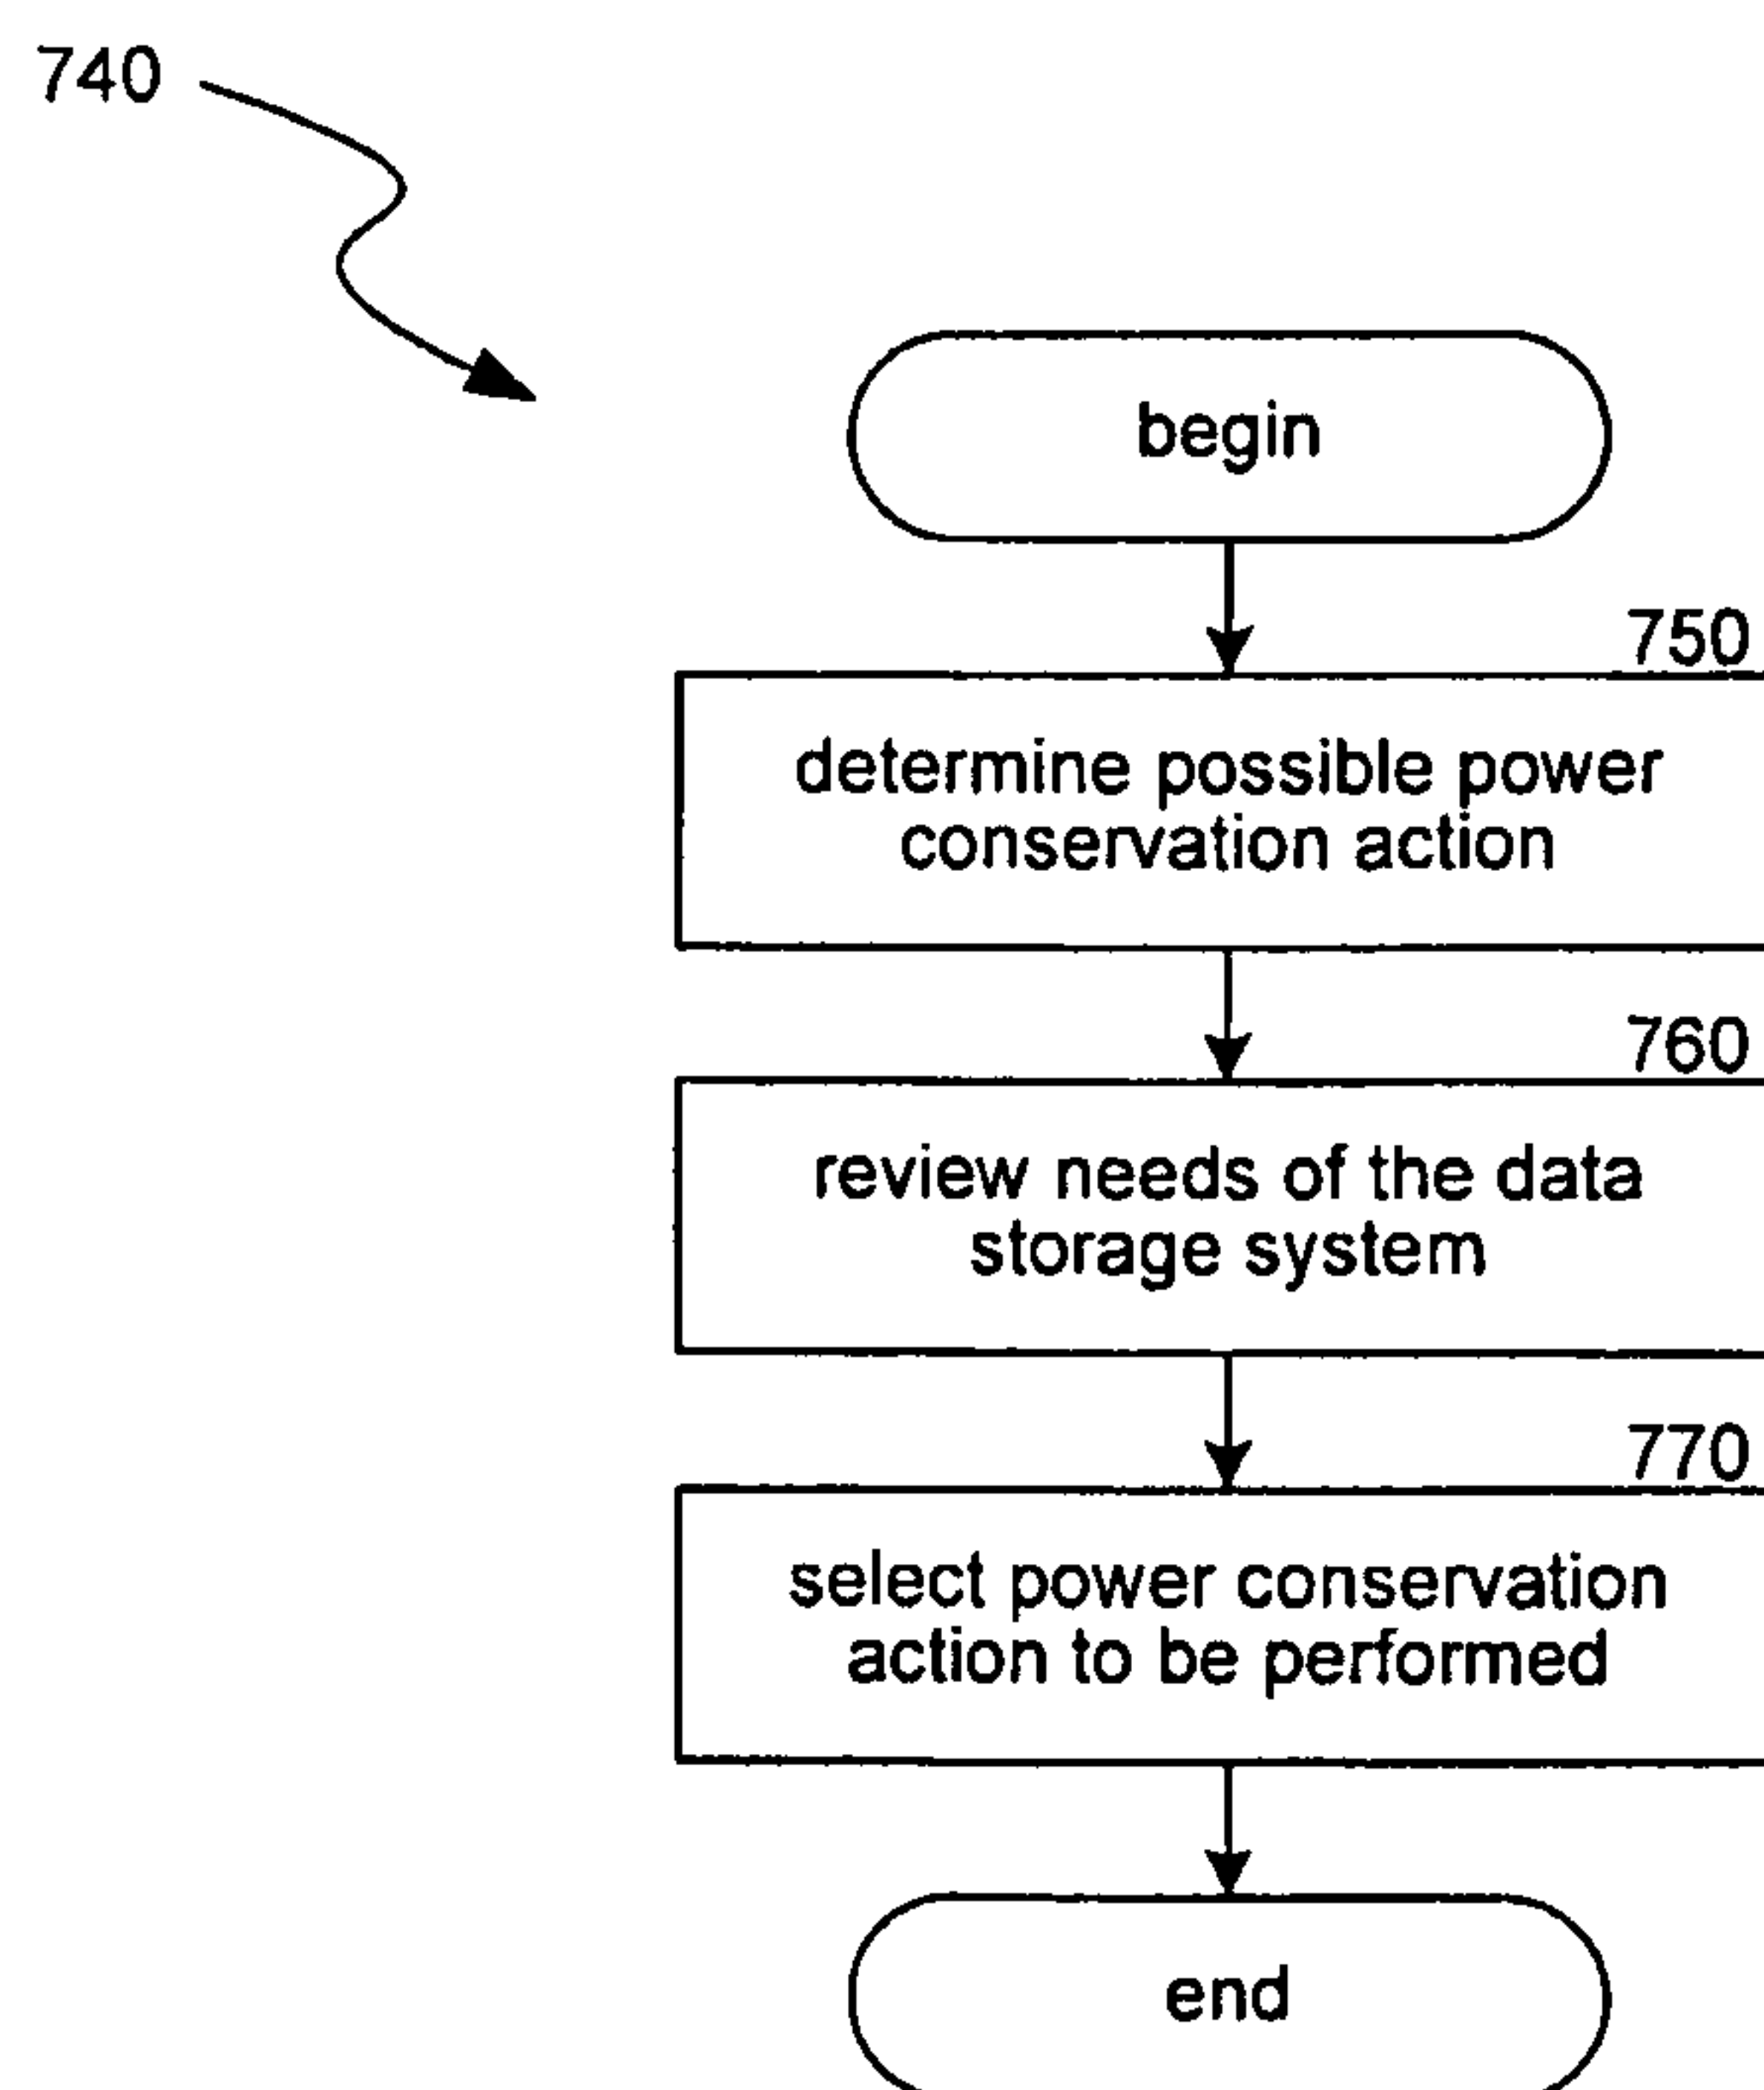 740
begin
750
determine possible power
conservation action
760
review needs of the data
storage system
770
select power conservation
action to be performed
end